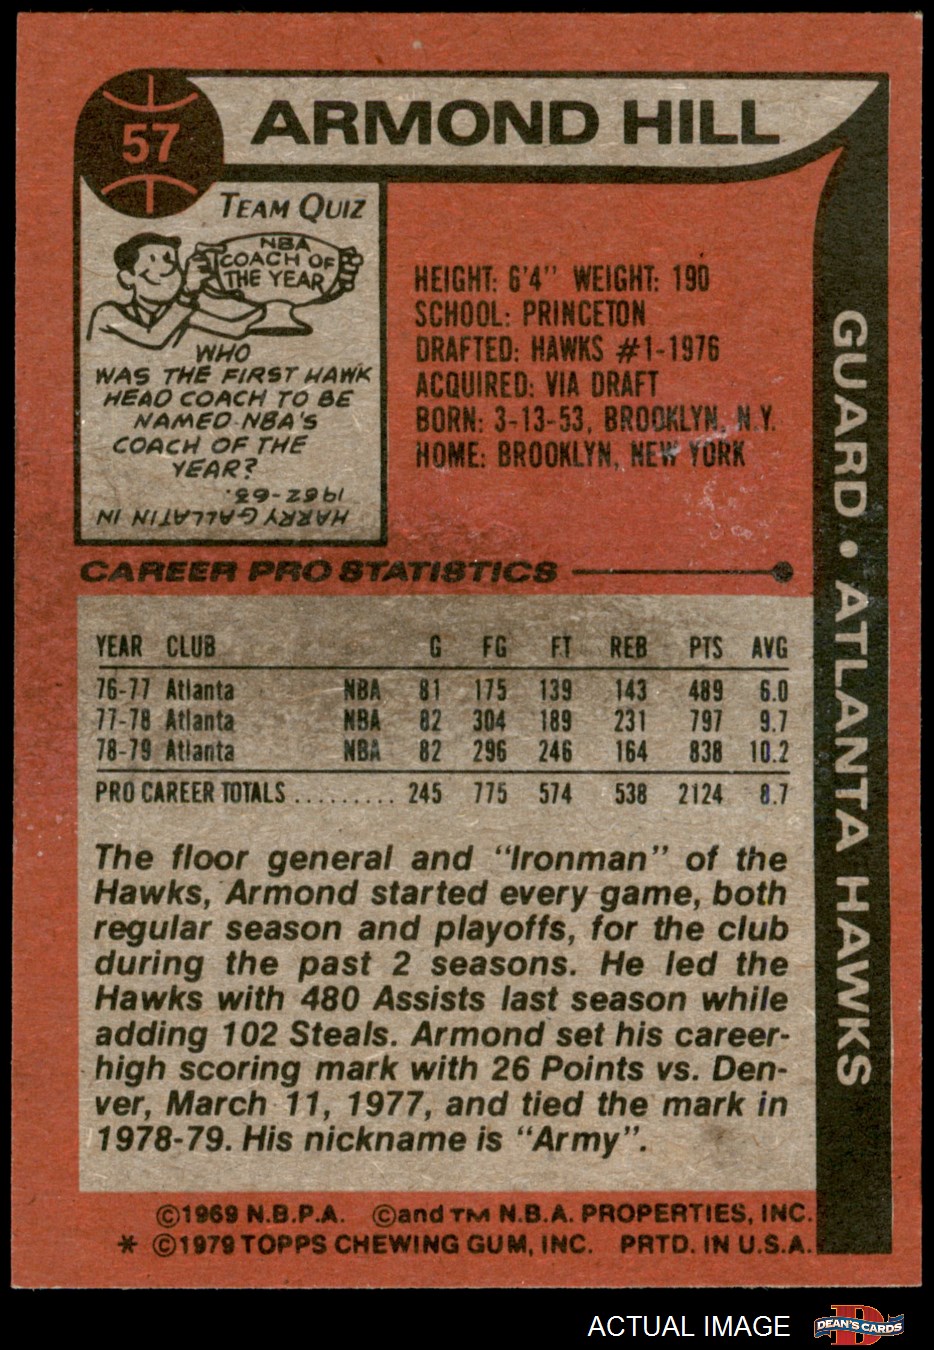 57
ARMOND HILL
TEAM QUIZ
NBA
COACH OF
THE YEAR
WHO
WAS THE FIRST HAWK
HEAD COACH TO BE
NAMED NBA'S
COACH OF THE
YEAR?
HARRY GALLATIN IN
1962-63.
HEIGHT: 6'4" WEIGHT: 190
SCHOOL: PRINCETON
DRAFTED: HAWKS #1-1976
ACQUIRED: VIA DRAFT
BORN: 3-13-53, BROOKLYN, N.Y.
HOME: BROOKLYN, NEW YORK
GUARD • ATLANTA HAWKS
CAREER PRO STATISTICS
YEAR CLUB G FG FT REB PTS AVG
76-77 Atlanta NBA 81 175 139 143 489 6.0
77-78 Atlanta NBA 82 304 189 231 797 9.7
78-79 Atlanta NBA 82 296 246 164 838 10.2
PRO CAREER TOTALS ......... 245 775 574 538 2124 8.7
The floor general and "Ironman" of the
Hawks, Armond started every game, both
regular season and playoffs, for the club
during the past 2 seasons. He led the
Hawks with 480 Assists last season while
adding 102 Steals. Armond set his career-
high scoring mark with 26 Points vs. Den-
ver, March 11, 1977, and tied the mark in
1978-79. His nickname is "Army".
©1969 N.B.P.A. ©and TM N.B.A. PROPERTIES, INC.
* ©1979 TOPPS CHEWING GUM, INC. PRTD. IN U.S.A.
ACTUAL IMAGE
D
DEAN'S CARDS